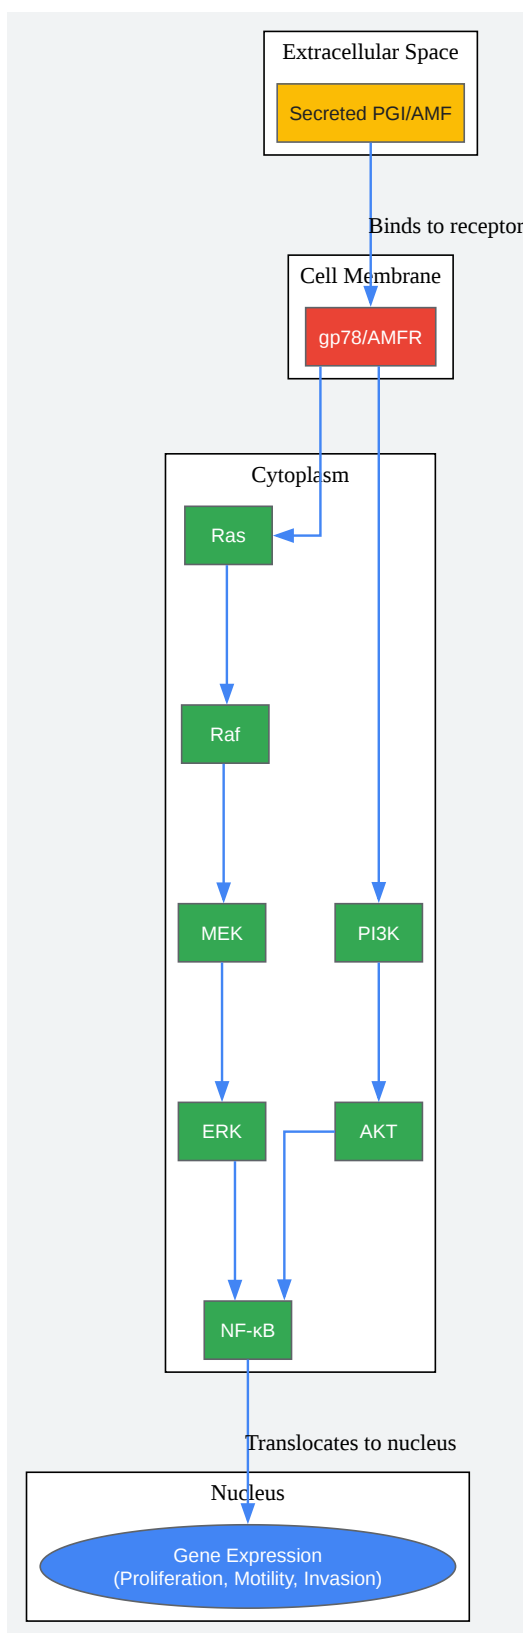 Extracellular Space
Secreted PGI/AMF
Binds to receptor
Cell Membrane
gp78/AMFR
Cytoplasm
Ras
Raf
MEK
PI3K
ERK
AKT
NF-κB
Translocates to nucleus
Nucleus
Gene Expression
(Proliferation, Motility, Invasion)